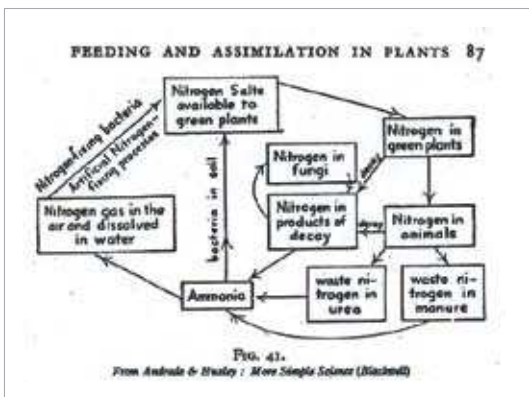 FEEDING AND ASSIMILATION IN PLANTS 87
Nitrogen Salts
available to
green plants
Nitrogen-fixing bacteria
Artificial Nitrogen-
fixing processes
Nitrogen in
green plants
Nitrogen in
fungi
decay
bacteria in soil
Nitrogen gas in the
air and dissolved
in water
Nitrogen in
products of
decay
decay
Nitrogen in
animals
Ammonia
waste ni-
trogen in
urea
waste ni-
trogen in
manure
FIG. 41.
From Andrade & Huxley : More Simple Science (Blackwell)